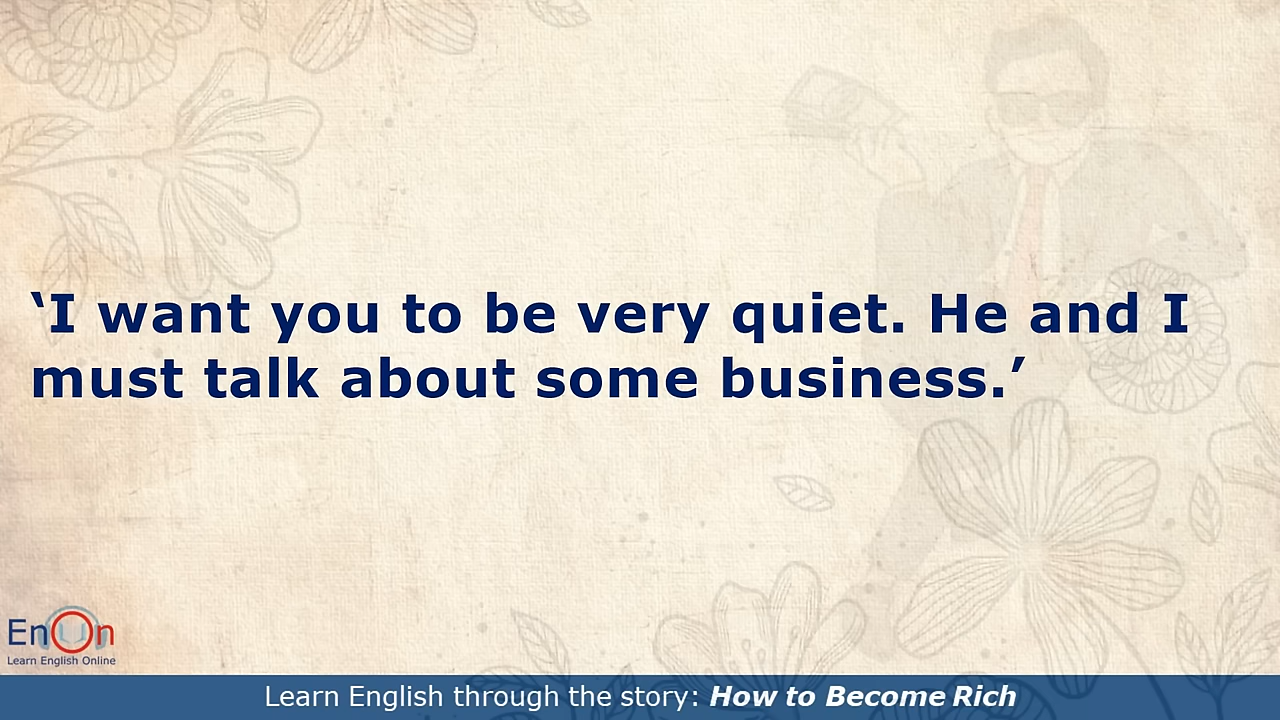 ‘I want you to be very quiet. He and I
must talk about some business.’
EnOn
Learn English Online
Learn English through the story: How to Become Rich